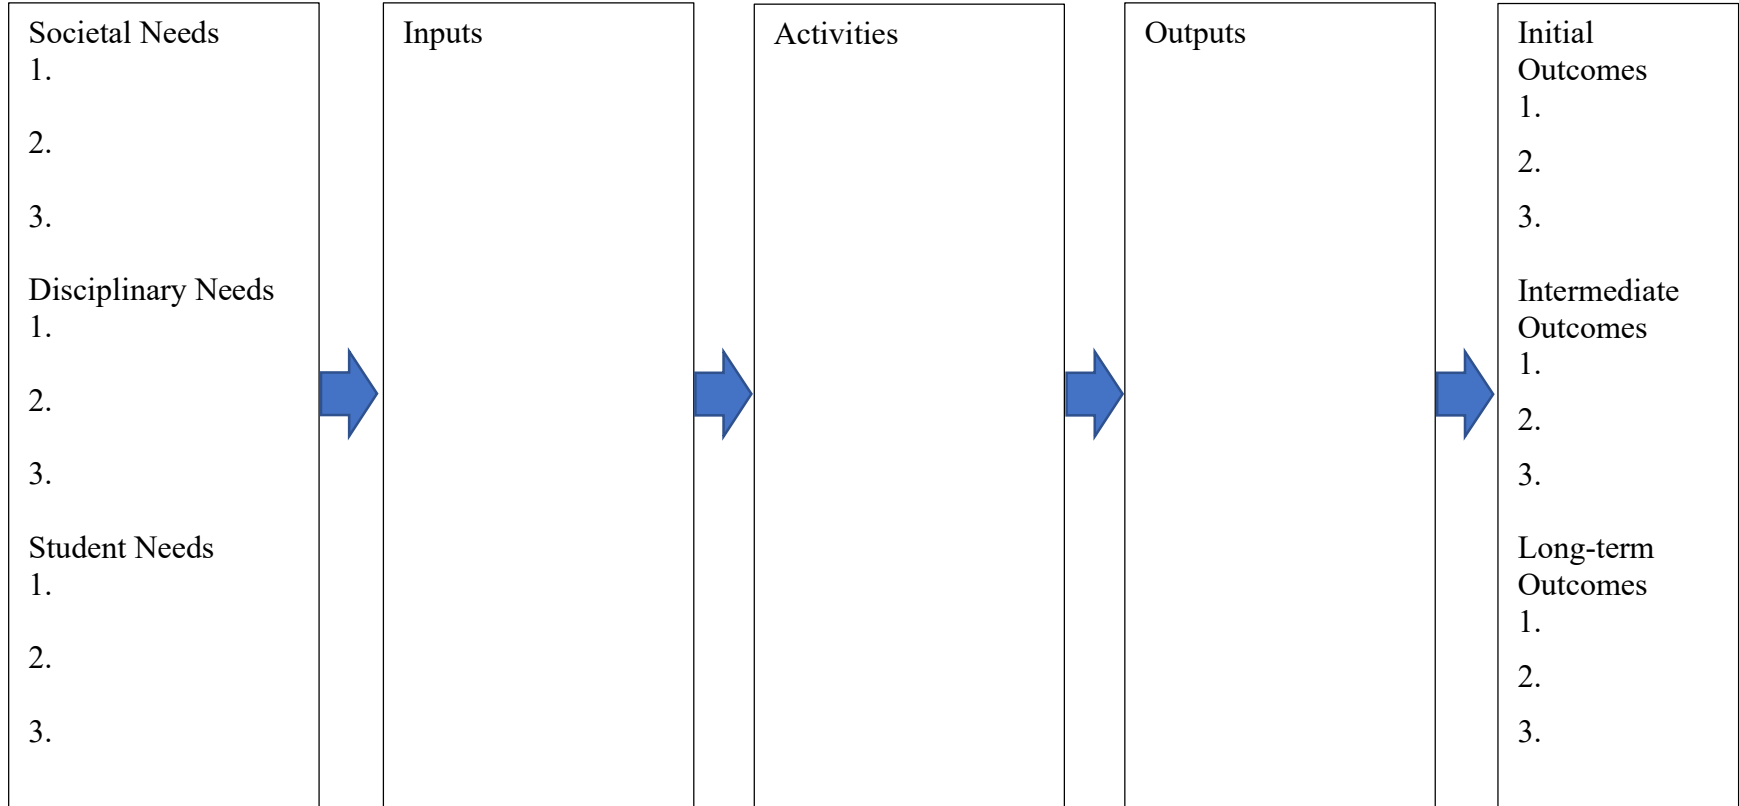 Societal Needs
1.
2.
3.
Disciplinary Needs
1.
2.
3.
Student Needs
1.
2.
3.
Inputs
Activities
Outputs
Initial
Outcomes
1.
2.
3.
Intermediate
Outcomes
1.
2.
3.
Long-term
Outcomes
1.
2.
3.